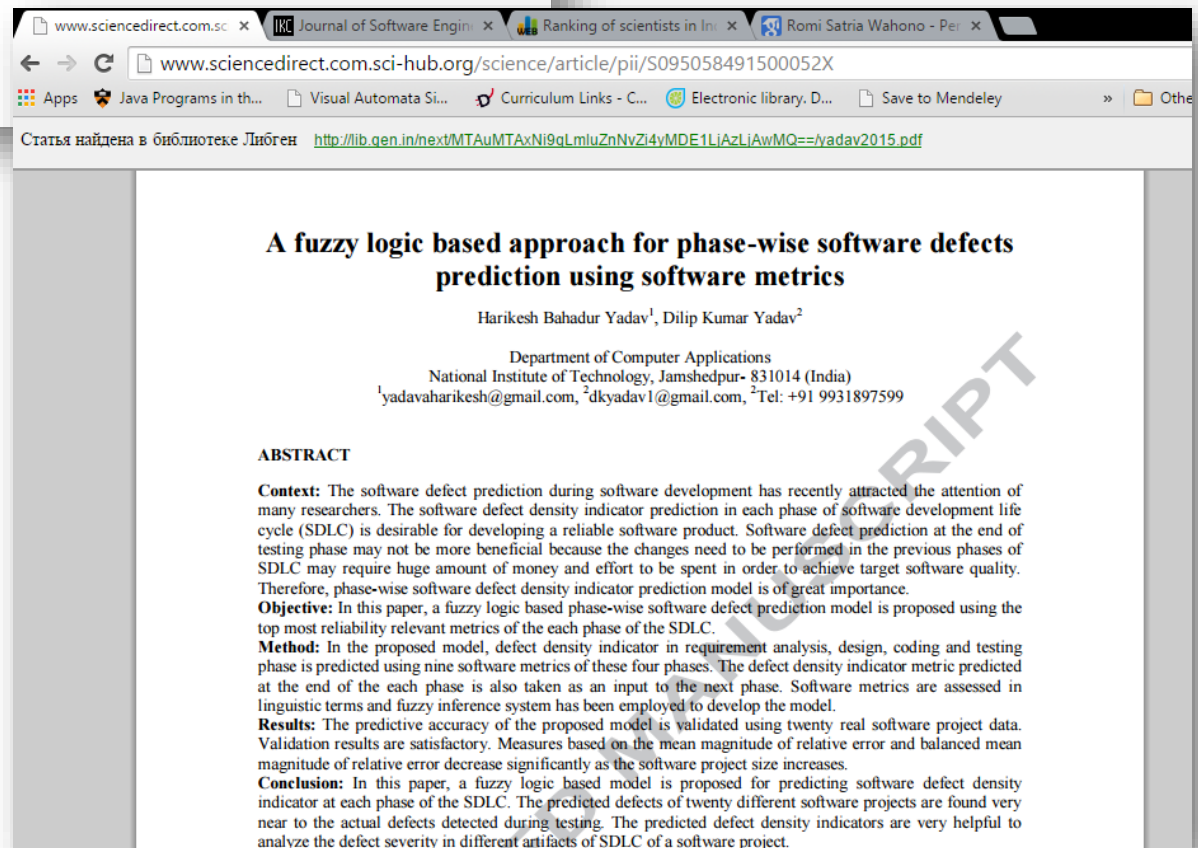 www.sciencedirect.com.sc
IKC Journal of Software Engin
WEB Ranking of scientists in Inc
Romi Satria Wahono - Per
www.sciencedirect.com.sci-hub.org/science/article/pii/S095058491500052X
Apps Java Programs in th... Visual Automata Si... Curriculum Links - C... Electronic library. D... Save to Mendeley » Othe
Статья найдена в библиотеке Либген http://lib.gen.in/next/MTAuMTAxNi9qLmluZnNvZi4yMDE1LjAzLjAwMQ==/yadav2015.pdf
A fuzzy logic based approach for phase-wise software defects
prediction using software metrics
Harikesh Bahadur Yadav1, Dilip Kumar Yadav2
Department of Computer Applications
National Institute of Technology, Jamshedpur- 831014 (India)
1yadavaharikesh@gmail.com, 2dkyadav1@gmail.com, 2Tel: +91 9931897599
ABSTRACT
Context: The software defect prediction during software development has recently attracted the attention of
many researchers. The software defect density indicator prediction in each phase of software development life
cycle (SDLC) is desirable for developing a reliable software product. Software defect prediction at the end of
testing phase may not be more beneficial because the changes need to be performed in the previous phases of
SDLC may require huge amount of money and effort to be spent in order to achieve target software quality.
Therefore, phase-wise software defect density indicator prediction model is of great importance.
Objective: In this paper, a fuzzy logic based phase-wise software defect prediction model is proposed using the
top most reliability relevant metrics of the each phase of the SDLC.
Method: In the proposed model, defect density indicator in requirement analysis, design, coding and testing
phase is predicted using nine software metrics of these four phases. The defect density indicator metric predicted
at the end of the each phase is also taken as an input to the next phase. Software metrics are assessed in
linguistic terms and fuzzy inference system has been employed to develop the model.
Results: The predictive accuracy of the proposed model is validated using twenty real software project data.
Validation results are satisfactory. Measures based on the mean magnitude of relative error and balanced mean
magnitude of relative error decrease significantly as the software project size increases.
Conclusion: In this paper, a fuzzy logic based model is proposed for predicting software defect density
indicator at each phase of the SDLC. The predicted defects of twenty different software projects are found very
near to the actual defects detected during testing. The predicted defect density indicators are very helpful to
analyze the defect severity in different artifacts of SDLC of a software project.
ED MANUSCRIPT